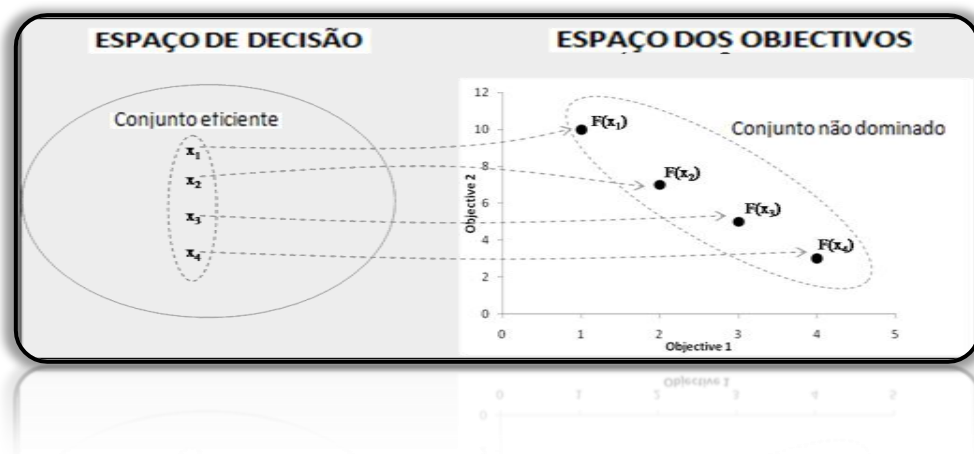 ESPAÇO DE DECISÃO
ESPAÇO DOS OBJECTIVOS
Conjunto eficiente
x1
x2
x3
x4
12
10
8
6
4
2
0
Objective 2
F(x1)
Conjunto não dominado
F(x2)
F(x3)
F(x4)
0 1 2 3 4 5
Objective 1